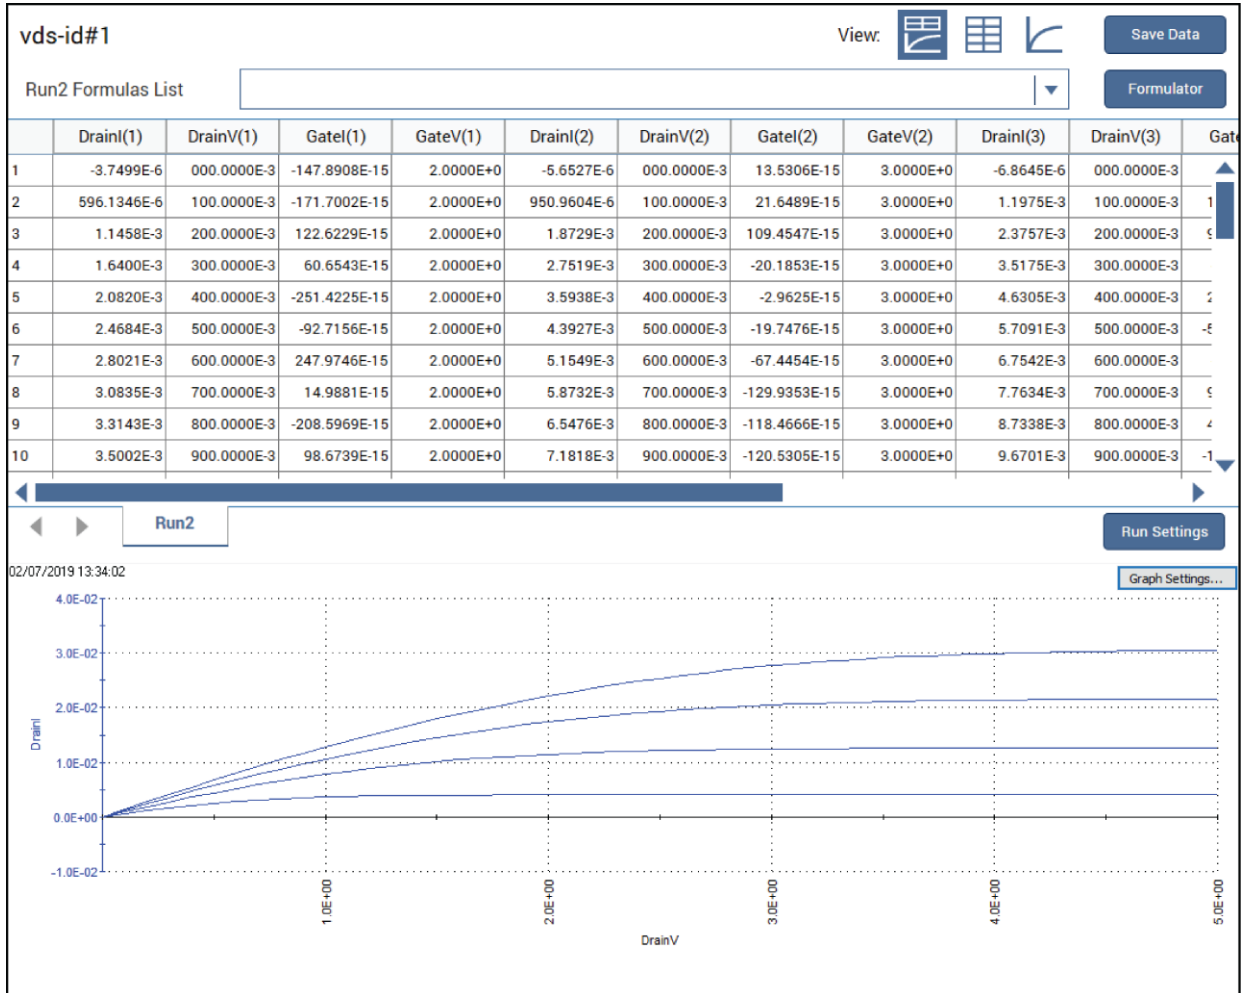 vds-id#1 View: Save Data
Run2 Formulas List Formulator
DrainI(1) DrainV(1) GateI(1) GateV(1) DrainI(2) DrainV(2) GateI(2) GateV(2) DrainI(3) DrainV(3) Gate
1 -3.7499E-6 000.0000E-3 -147.8908E-15 2.0000E+0 -5.6527E-6 000.0000E-3 13.5306E-15 3.0000E+0 -6.8645E-6 000.0000E-3
2 596.1346E-6 100.0000E-3 -171.7002E-15 2.0000E+0 950.9604E-6 100.0000E-3 21.6489E-15 3.0000E+0 1.1975E-3 100.0000E-3 1
3 1.1458E-3 200.0000E-3 122.6229E-15 2.0000E+0 1.8729E-3 200.0000E-3 109.4547E-15 3.0000E+0 2.3757E-3 200.0000E-3
4 1.6400E-3 300.0000E-3 60.6543E-15 2.0000E+0 2.7519E-3 300.0000E-3 -20.1853E-15 3.0000E+0 3.5175E-3 300.0000E-3
5 2.0820E-3 400.0000E-3 -251.4225E-15 2.0000E+0 3.5938E-3 400.0000E-3 -2.9625E-15 3.0000E+0 4.6305E-3 400.0000E-3
6 2.4684E-3 500.0000E-3 -92.7156E-15 2.0000E+0 4.3927E-3 500.0000E-3 -19.7476E-15 3.0000E+0 5.7091E-3 500.0000E-3
7 2.8021E-3 600.0000E-3 247.9746E-15 2.0000E+0 5.1549E-3 600.0000E-3 -67.4454E-15 3.0000E+0 6.7542E-3 600.0000E-3
8 3.0835E-3 700.0000E-3 14.9881E-15 2.0000E+0 5.8732E-3 700.0000E-3 -129.9353E-15 3.0000E+0 7.7634E-3 700.0000E-3
9 3.3143E-3 800.0000E-3 -208.5969E-15 2.0000E+0 6.5476E-3 800.0000E-3 -118.4666E-15 3.0000E+0 8.7338E-3 800.0000E-3
10 3.5002E-3 900.0000E-3 98.6739E-15 2.0000E+0 7.1818E-3 900.0000E-3 -120.5305E-15 3.0000E+0 9.6701E-3 900.0000E-3 -1
Run2 Run Settings
02/07/2019 13:34:02 Graph Settings...
4.0E-02
3.0E-02
2.0E-02
DrainI
1.0E-02
0.0E+00
-1.0E-02
1.0E+00 2.0E+00 3.0E+00 4.0E+00 5.0E+00
DrainV